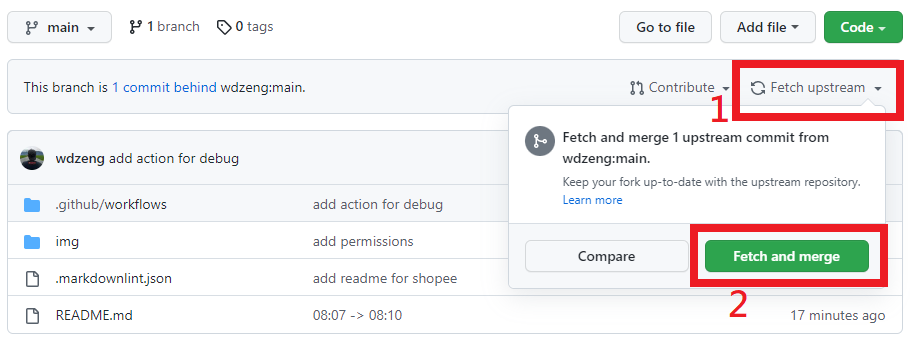 main 1 branch 0 tags Go to file Add file Code
This branch is 1 commit behind wdzeng:main. Contribute Fetch upstream
1
Fetch and merge 1 upstream commit from
wdzeng:main.
Keep your fork up-to-date with the upstream repository.
Learn more
Compare Fetch and merge
2
wdzeng add action for debug
.github/workflows add action for debug
img add permissions
.markdownlint.json add readme for shopee
README.md 08:07 -> 08:10 17 minutes ago